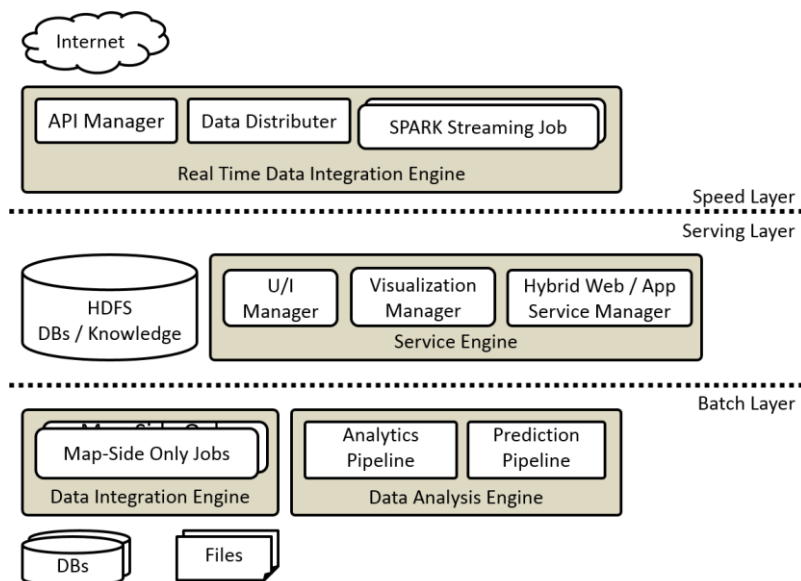 Internet
API Manager
Data Distributer
SPARK Streaming Job
Real Time Data Integration Engine
Speed Layer
Serving Layer
HDFS
DBs / Knowledge
U/I
Manager
Visualization
Manager
Hybrid Web / App
Service Manager
Service Engine
Batch Layer
Map-Side Only Jobs
Data Integration Engine
Analytics
Pipeline
Prediction
Pipeline
Data Analysis Engine
DBs
Files